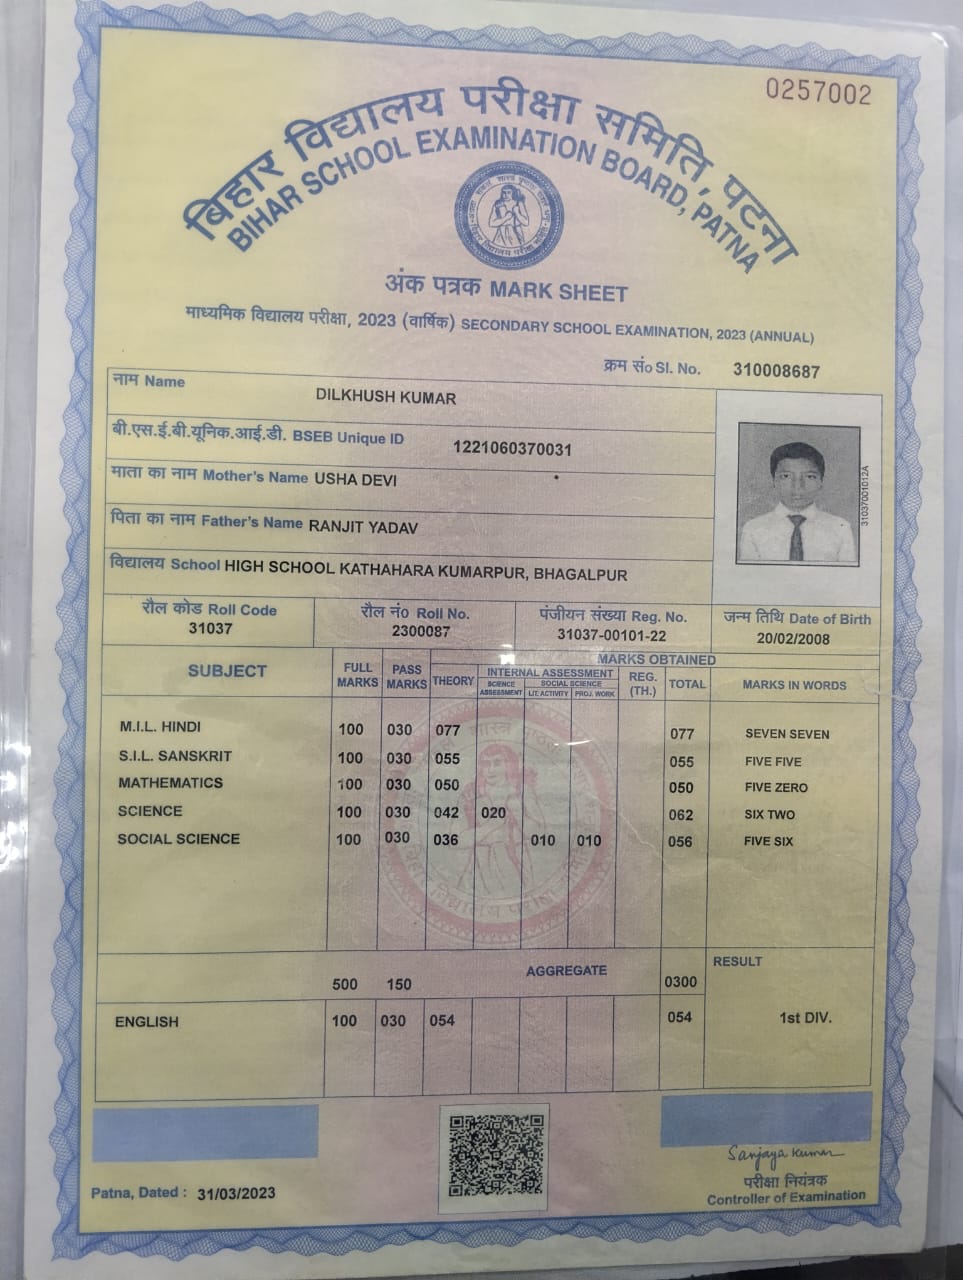 0257002
बिहार विद्यालय परीक्षा समिति, पटना
BIHAR SCHOOL EXAMINATION BOARD, PATNA
अंक पत्रक MARK SHEET
माध्यमिक विद्यालय परीक्षा, 2023 (वार्षिक) SECONDARY SCHOOL EXAMINATION, 2023 (ANNUAL)
क्रम सं० Sl. No. 310008687
नाम Name DILKHUSH KUMAR
बी.एस.ई.बी.यूनिक.आई.डी. BSEB Unique ID 1221060370031
माता का नाम Mother's Name USHA DEVI
पिता का नाम Father's Name RANJIT YADAV
31037001012A
विद्यालय School HIGH SCHOOL KATHAHARA KUMARPUR, BHAGALPUR
रौल कोड Roll Code रौल नं० Roll No. पंजीयन संख्या Reg. No. जन्म तिथि Date of Birth
31037 2300087 31037-00101-22 20/02/2008
MARKS OBTAINED
SUBJECT FULL MARKS PASS MARKS THEORY INTERNAL ASSESSMENT REG. (TH.) TOTAL MARKS IN WORDS
SCIENCE ASSESSMENT SOCIAL SCIENCE
LIT. ACTIVITY PROJ. WORK
M.I.L. HINDI 100 030 077 077 SEVEN SEVEN
S.I.L. SANSKRIT 100 030 055 055 FIVE FIVE
MATHEMATICS 100 030 050 050 FIVE ZERO
SCIENCE 100 030 042 020 062 SIX TWO
SOCIAL SCIENCE 100 030 036 010 010 056 FIVE SIX
500 150 AGGREGATE 0300 RESULT
ENGLISH 100 030 054 054 1st DIV.
Sanjaya Kumar
परीक्षा नियंत्रक
Patna, Dated : 31/03/2023 Controller of Examination